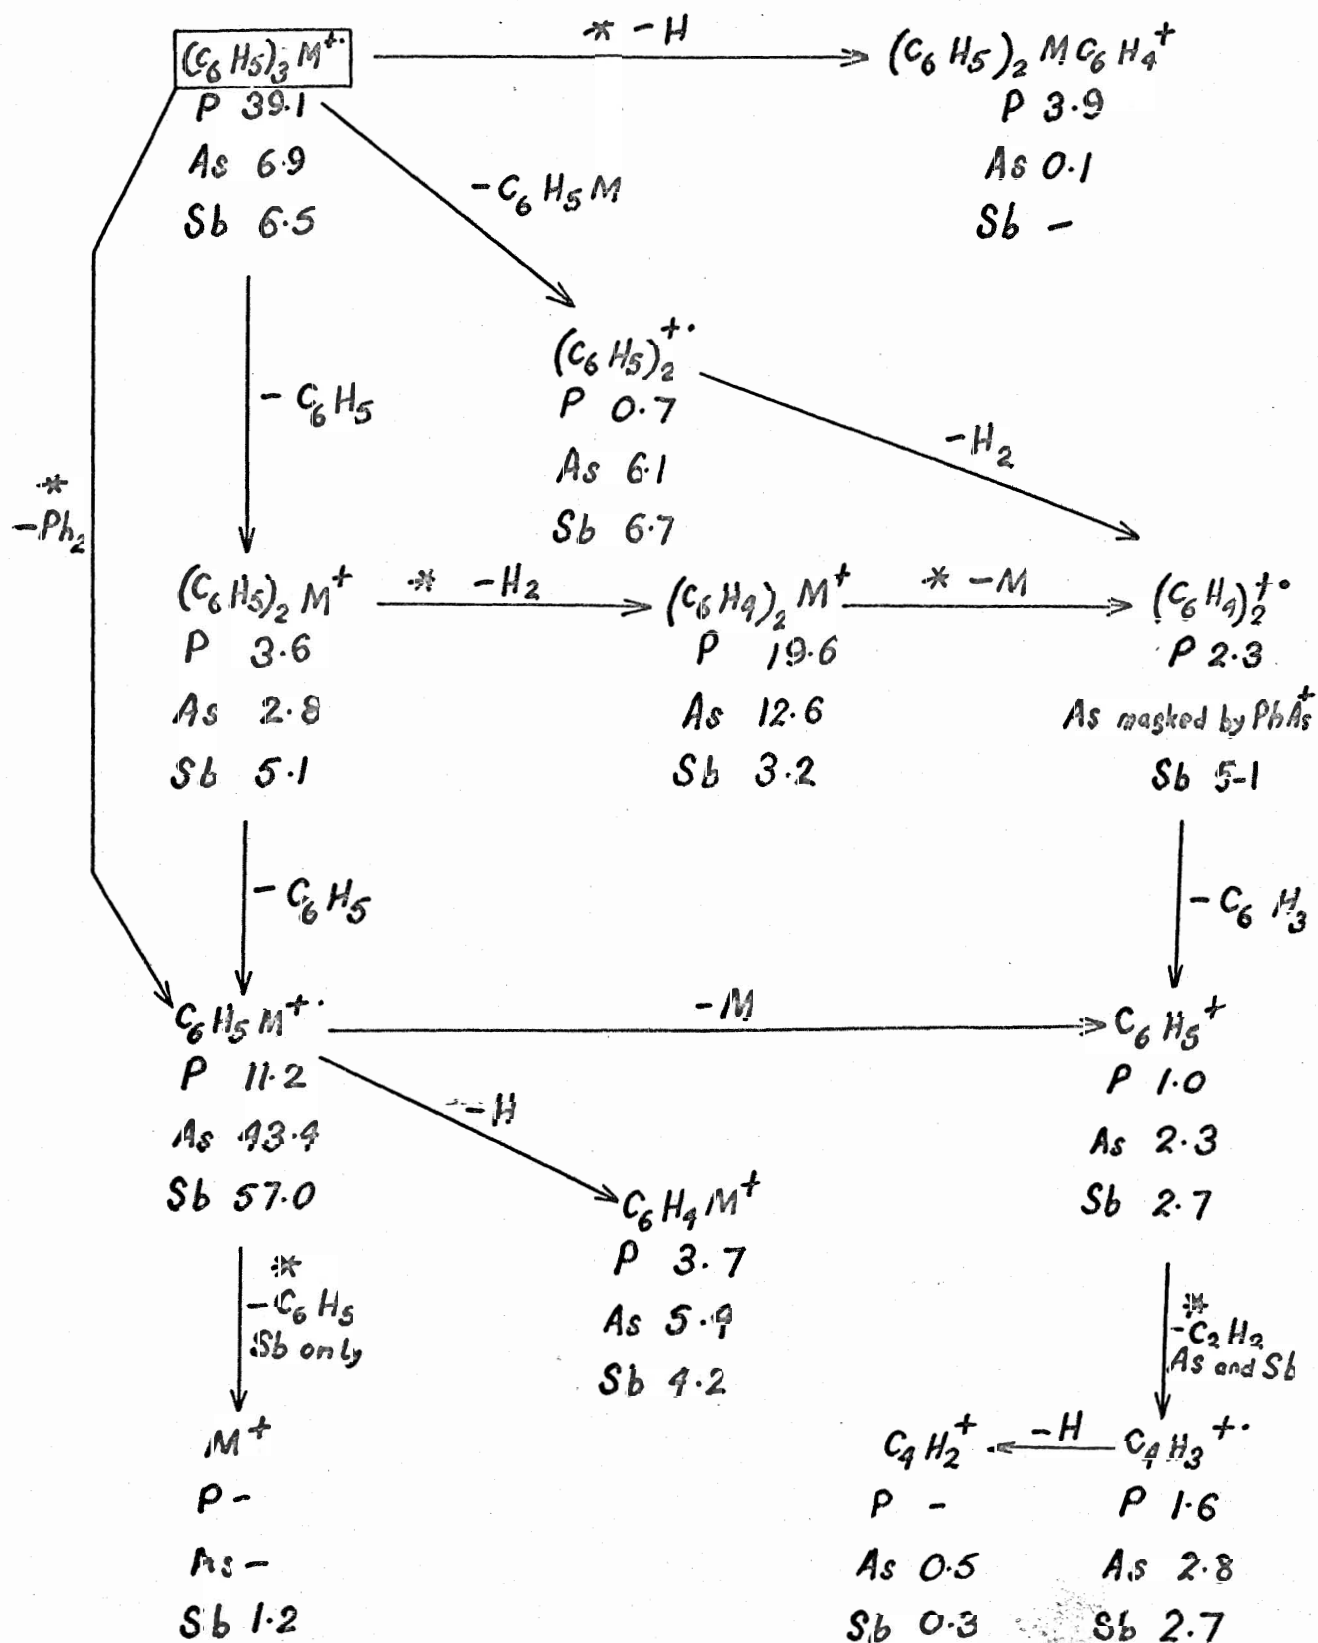 (C6H5)3M+·
P 39.1
As 6.9
Sb 6.5
* -H
(C6H5)2MC6H4+
P 3.9
As 0.1
Sb -
-C6H5M
(C6H5)2+·
P 0.7
As 6.1
Sb 6.7
- C6H5
* -Ph2
-H2
(C6H5)2M+
P 3.6
As 2.8
Sb 5.1
* -H2
(C6H4)2M+
P 19.6
As 12.6
Sb 3.2
* -M
(C6H4)2+·
P 2.3
As masked by PhAs+
Sb 5-1
- C6H5
- C6H3
C6H5M+·
P 11.2
As 43.4
Sb 57.0
-M
C6H5+
P 1.0
As 2.3
Sb 2.7
-H
C6H4M+
P 3.7
As 5.4
Sb 4.2
*
-C6H5
Sb only
*
-C2H2
As and Sb
M+
P -
As -
Sb 1.2
C4H2+
P -
As 0.5
Sb 0.3
-H
C4H3+·
P 1.6
As 2.8
Sb 2.7